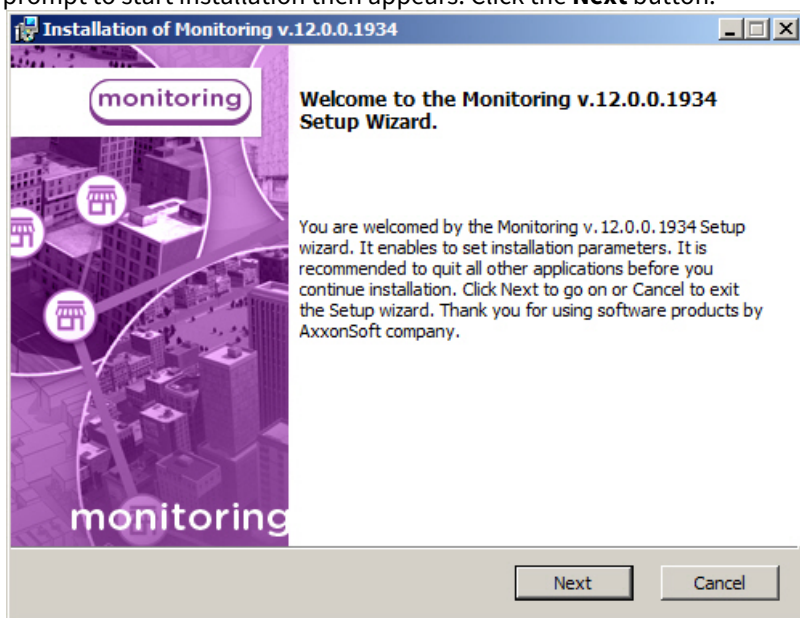 prompt to start installation then appears. Click the Next button.
Installation of Monitoring v.12.0.0.1934
monitoring
Welcome to the Monitoring v.12.0.0.1934
Setup Wizard.
You are welcomed by the Monitoring v.12.0.0.1934 Setup
wizard. It enables to set installation parameters. It is
recommended to quit all other applications before you
continue installation. Click Next to go on or Cancel to exit
the Setup wizard. Thank you for using software products by
AxxonSoft company.
monitoring
Next
Cancel